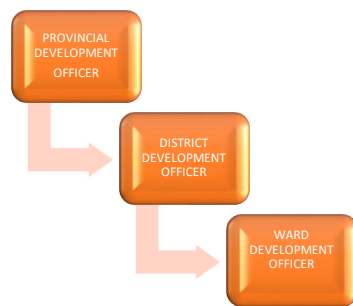 PROVINCIAL
DEVELOPMENT
OFFICER
DISTRICT
DEVELOPMENT
OFFICER
WARD
DEVELOPMENT
OFFICER